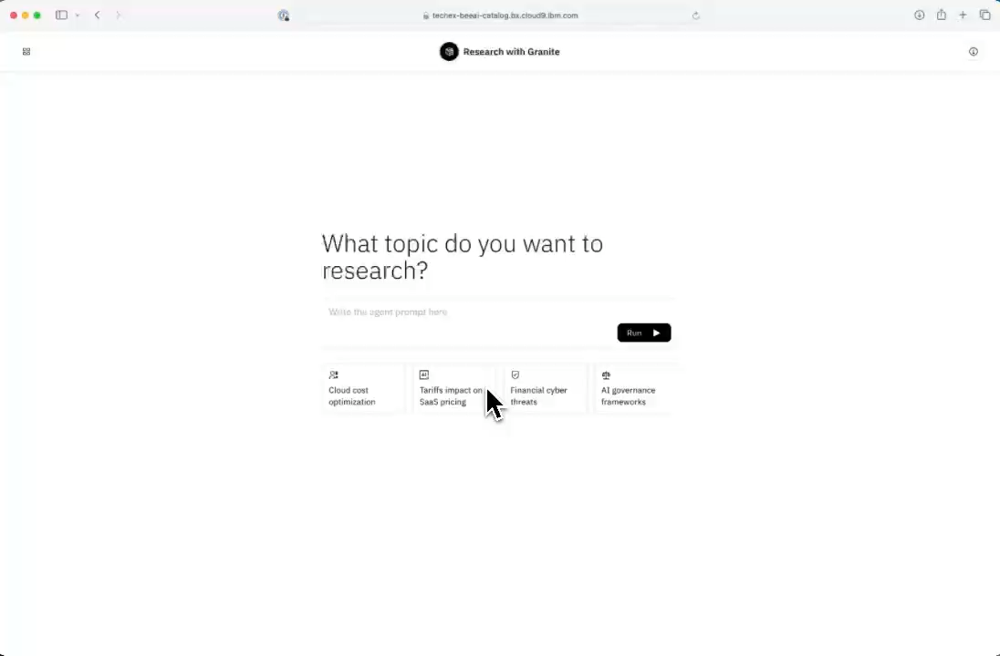 techex-beeai-catalog.bx.cloud9.ibm.com
Research with Granite
What topic do you want to
research?
Write the agent prompt here
Run
Cloud cost
optimization
Tariffs impact on
SaaS pricing
Financial cyber
threats
AI governance
frameworks